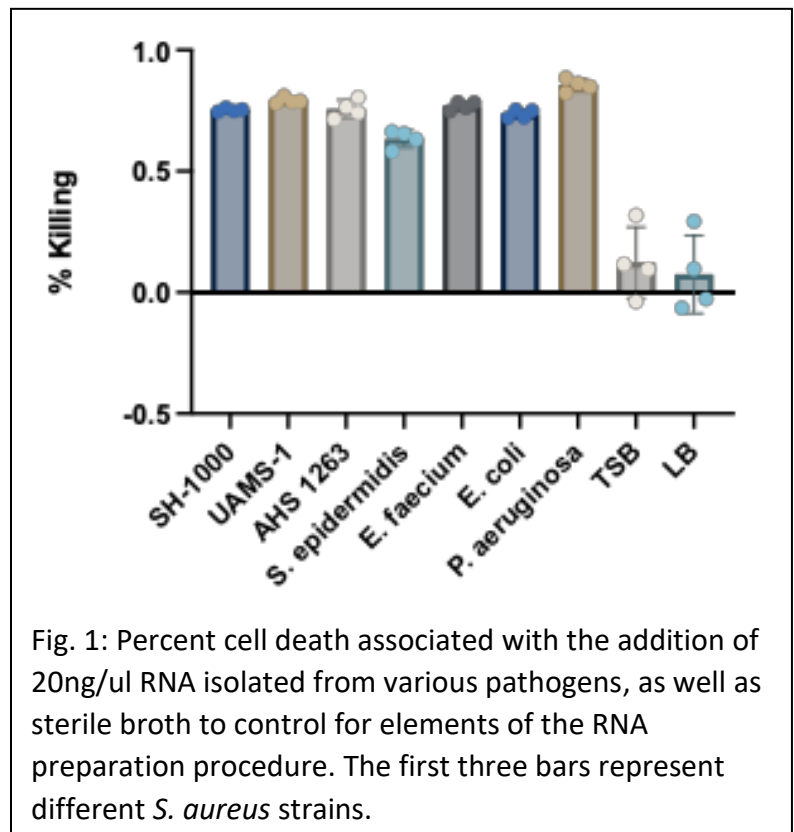 1.0
0.5
0.0
-0.5
% Killing
SH-1000
UAMS-1
AHS 1263
S. epidermidis
E. faecium
E. coli
P. aeruginosa
TSB
LB
Fig. 1: Percent cell death associated with the addition of
20ng/ul RNA isolated from various pathogens, as well as
sterile broth to control for elements of the RNA
preparation procedure. The first three bars represent
different S. aureus strains.